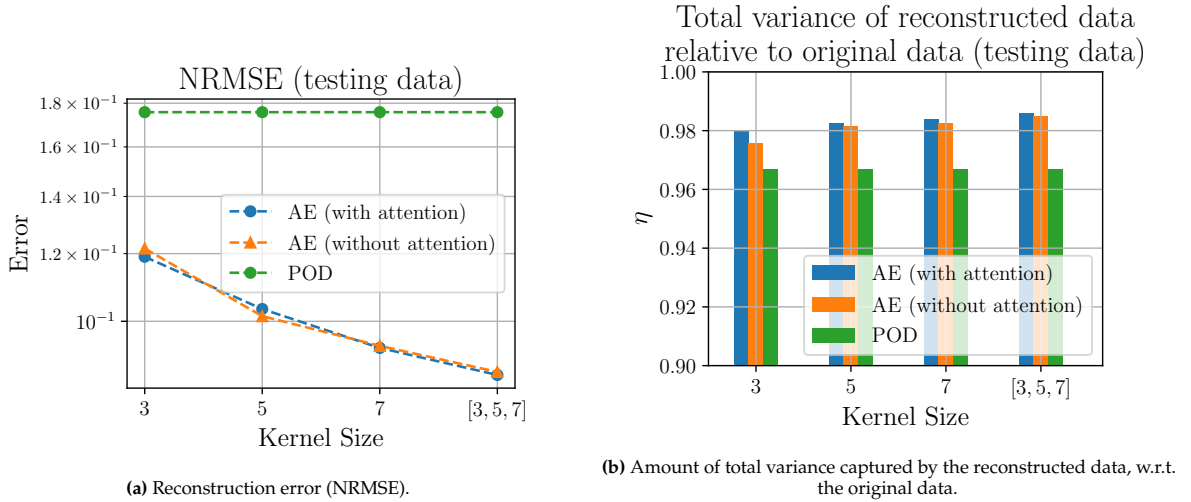 NRMSE (testing data)
1.8 × 10⁻¹
1.6 × 10⁻¹
1.4 × 10⁻¹
1.2 × 10⁻¹
10⁻¹
Error
AE (with attention)
AE (without attention)
POD
3 5 7 [3, 5, 7]
Kernel Size
(a) Reconstruction error (NRMSE).
Total variance of reconstructed data
relative to original data (testing data)
1.00
0.98
0.96
0.94
0.92
0.90
η
AE (with attention)
AE (without attention)
POD
3 5 7 [3, 5, 7]
Kernel Size
(b) Amount of total variance captured by the reconstructed data, w.r.t.
the original data.